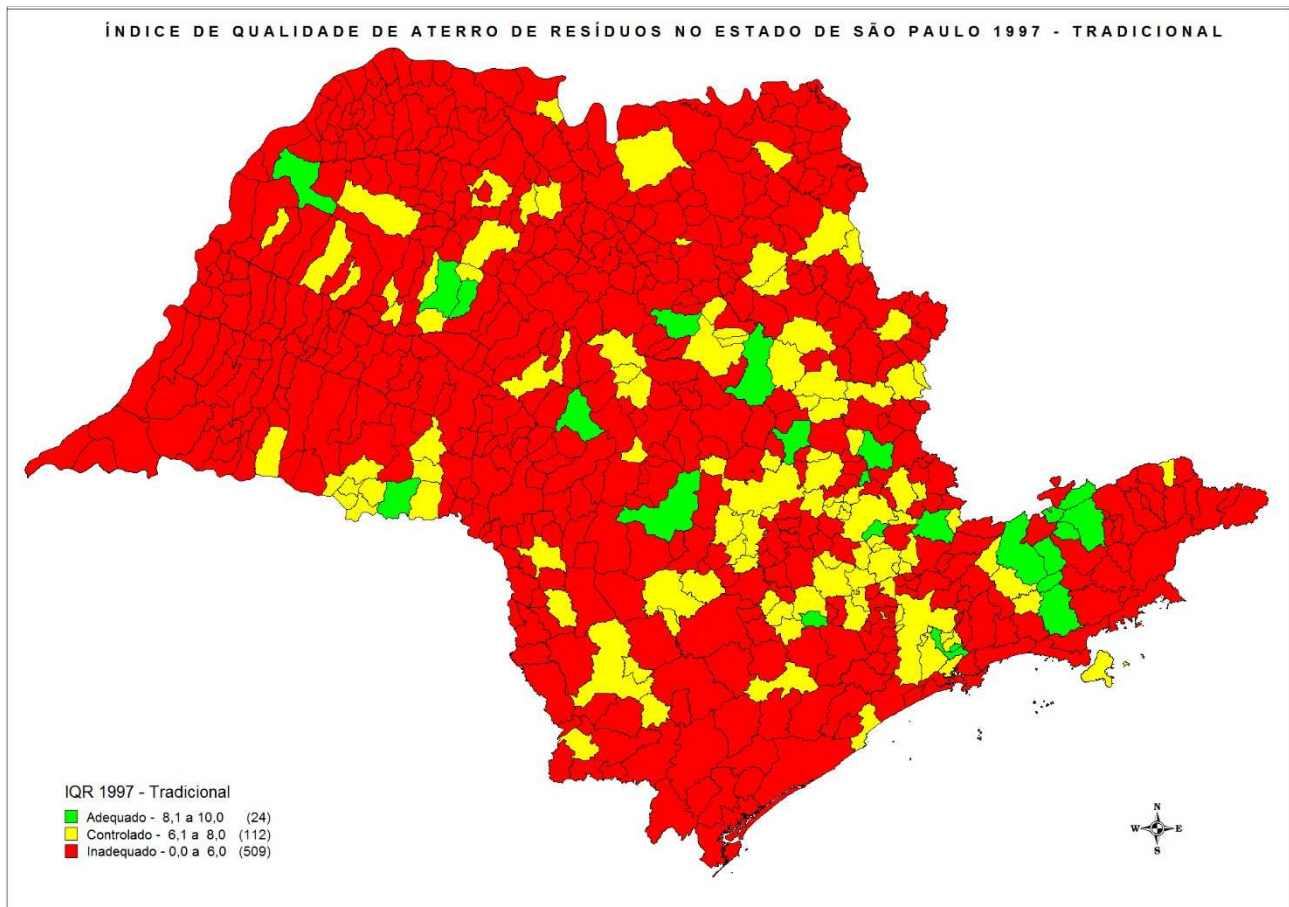 ÍNDICE DE QUALIDADE DE ATERRO DE RESÍDUOS NO ESTADO DE SÃO PAULO 1997 - TRADICIONAL
IQR 1997 - Tradicional
Adequado - 8,1 a 10,0 (24)
Controlado - 6,1 a 8,0 (112)
Inadequado - 0,0 a 6,0 (509)
N
W E
S